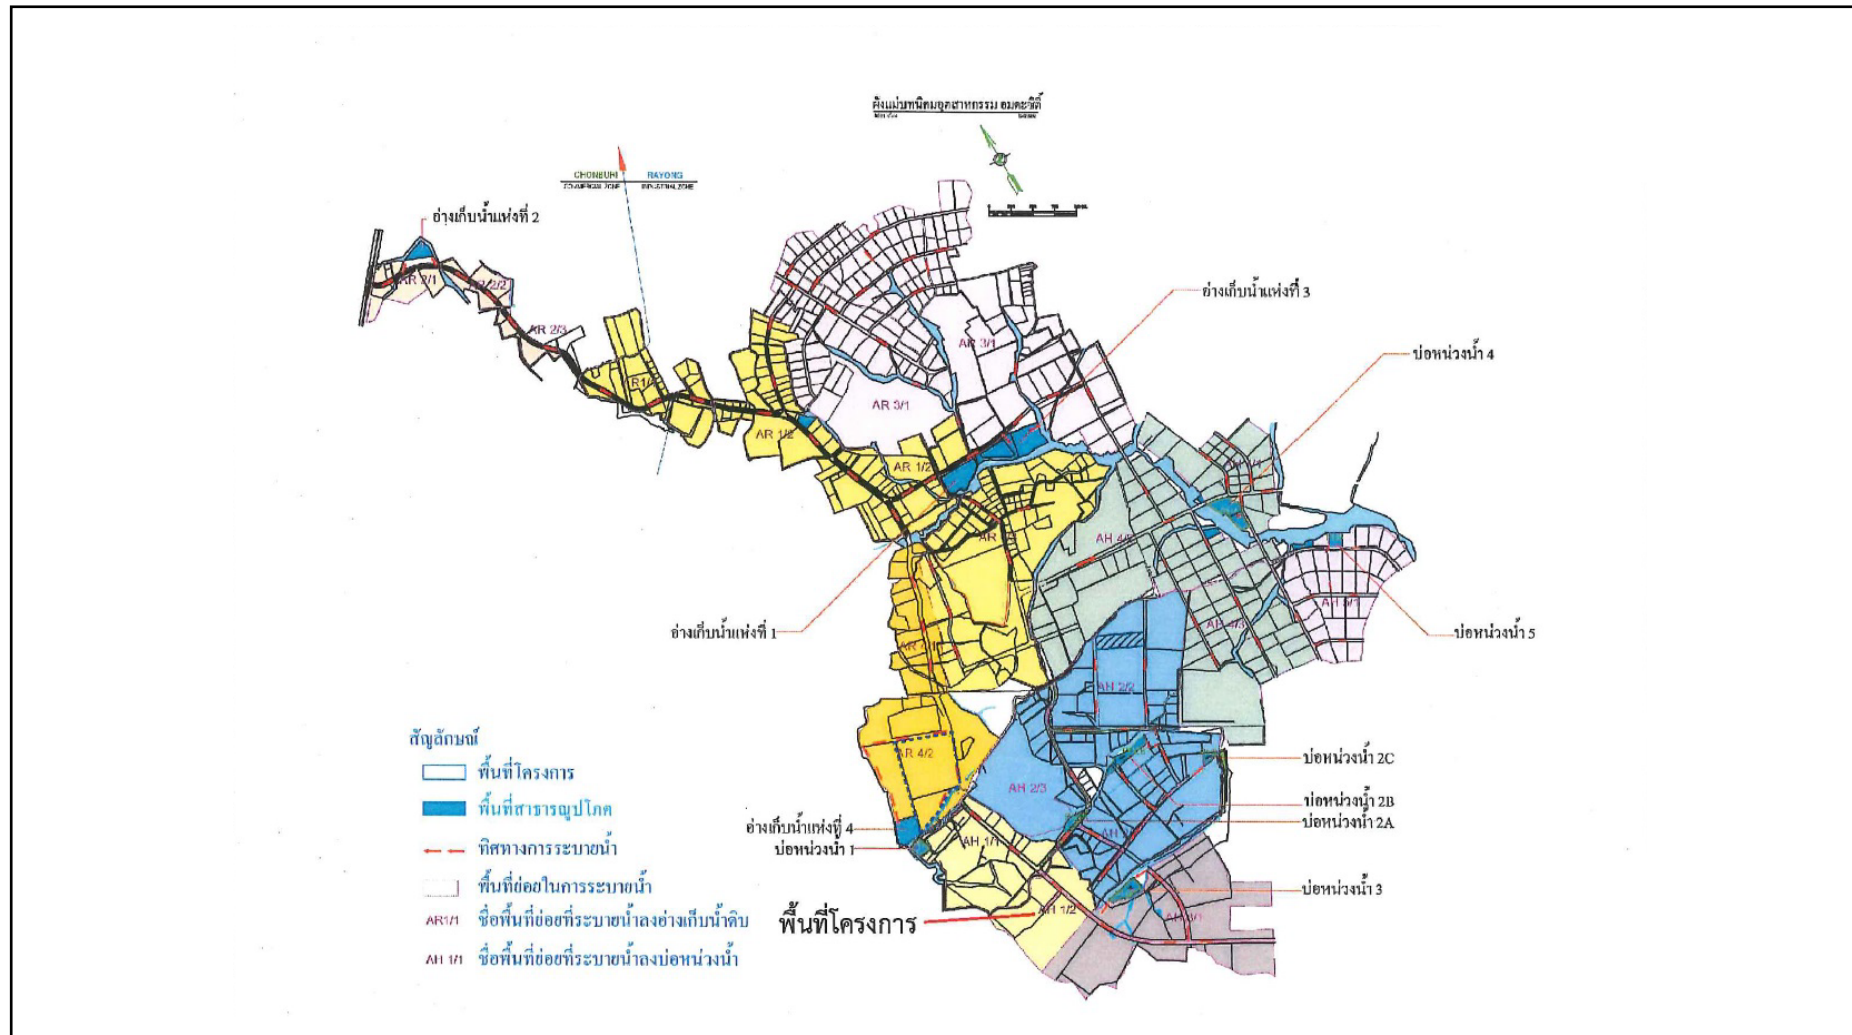 ผังแม่บทนิคมอุตสาหกรรม อมตะซิตี้
CHONBURI RAYONG
COMMERCIAL ZONE INDUSTRIAL ZONE
อ่างเก็บน้ำแห่งที่ 2
อ่างเก็บน้ำแห่งที่ 3
บ่อหน่วงน้ำ 4
AR 2/1
AR 2/2
AR 2/3
AR 3/1
AR 3/1
AR 1/2
AR 1/2
อ่างเก็บน้ำแห่งที่ 1
บ่อหน่วงน้ำ 5
AH 4/3
AH 5/1
AH 2/2
AR 4/2
AH 2/3
บ่อหน่วงน้ำ 2C
บ่อหน่วงน้ำ 2B
บ่อหน่วงน้ำ 2A
อ่างเก็บน้ำแห่งที่ 4
บ่อหน่วงน้ำ 1
AH 1/1
บ่อหน่วงน้ำ 3
AH 1/2
AH 3/1
พื้นที่โครงการ
สัญลักษณ์
พื้นที่โครงการ
พื้นที่สาธารณูปโภค
ทิศทางการระบายน้ำ
พื้นที่ย่อยในการระบายน้ำ
AR1/1 ชื่อพื้นที่ย่อยที่ระบายน้ำลงอ่างเก็บน้ำดิบ
AH 1/1 ชื่อพื้นที่ย่อยที่ระบายน้ำลงบ่อหน่วงน้ำ